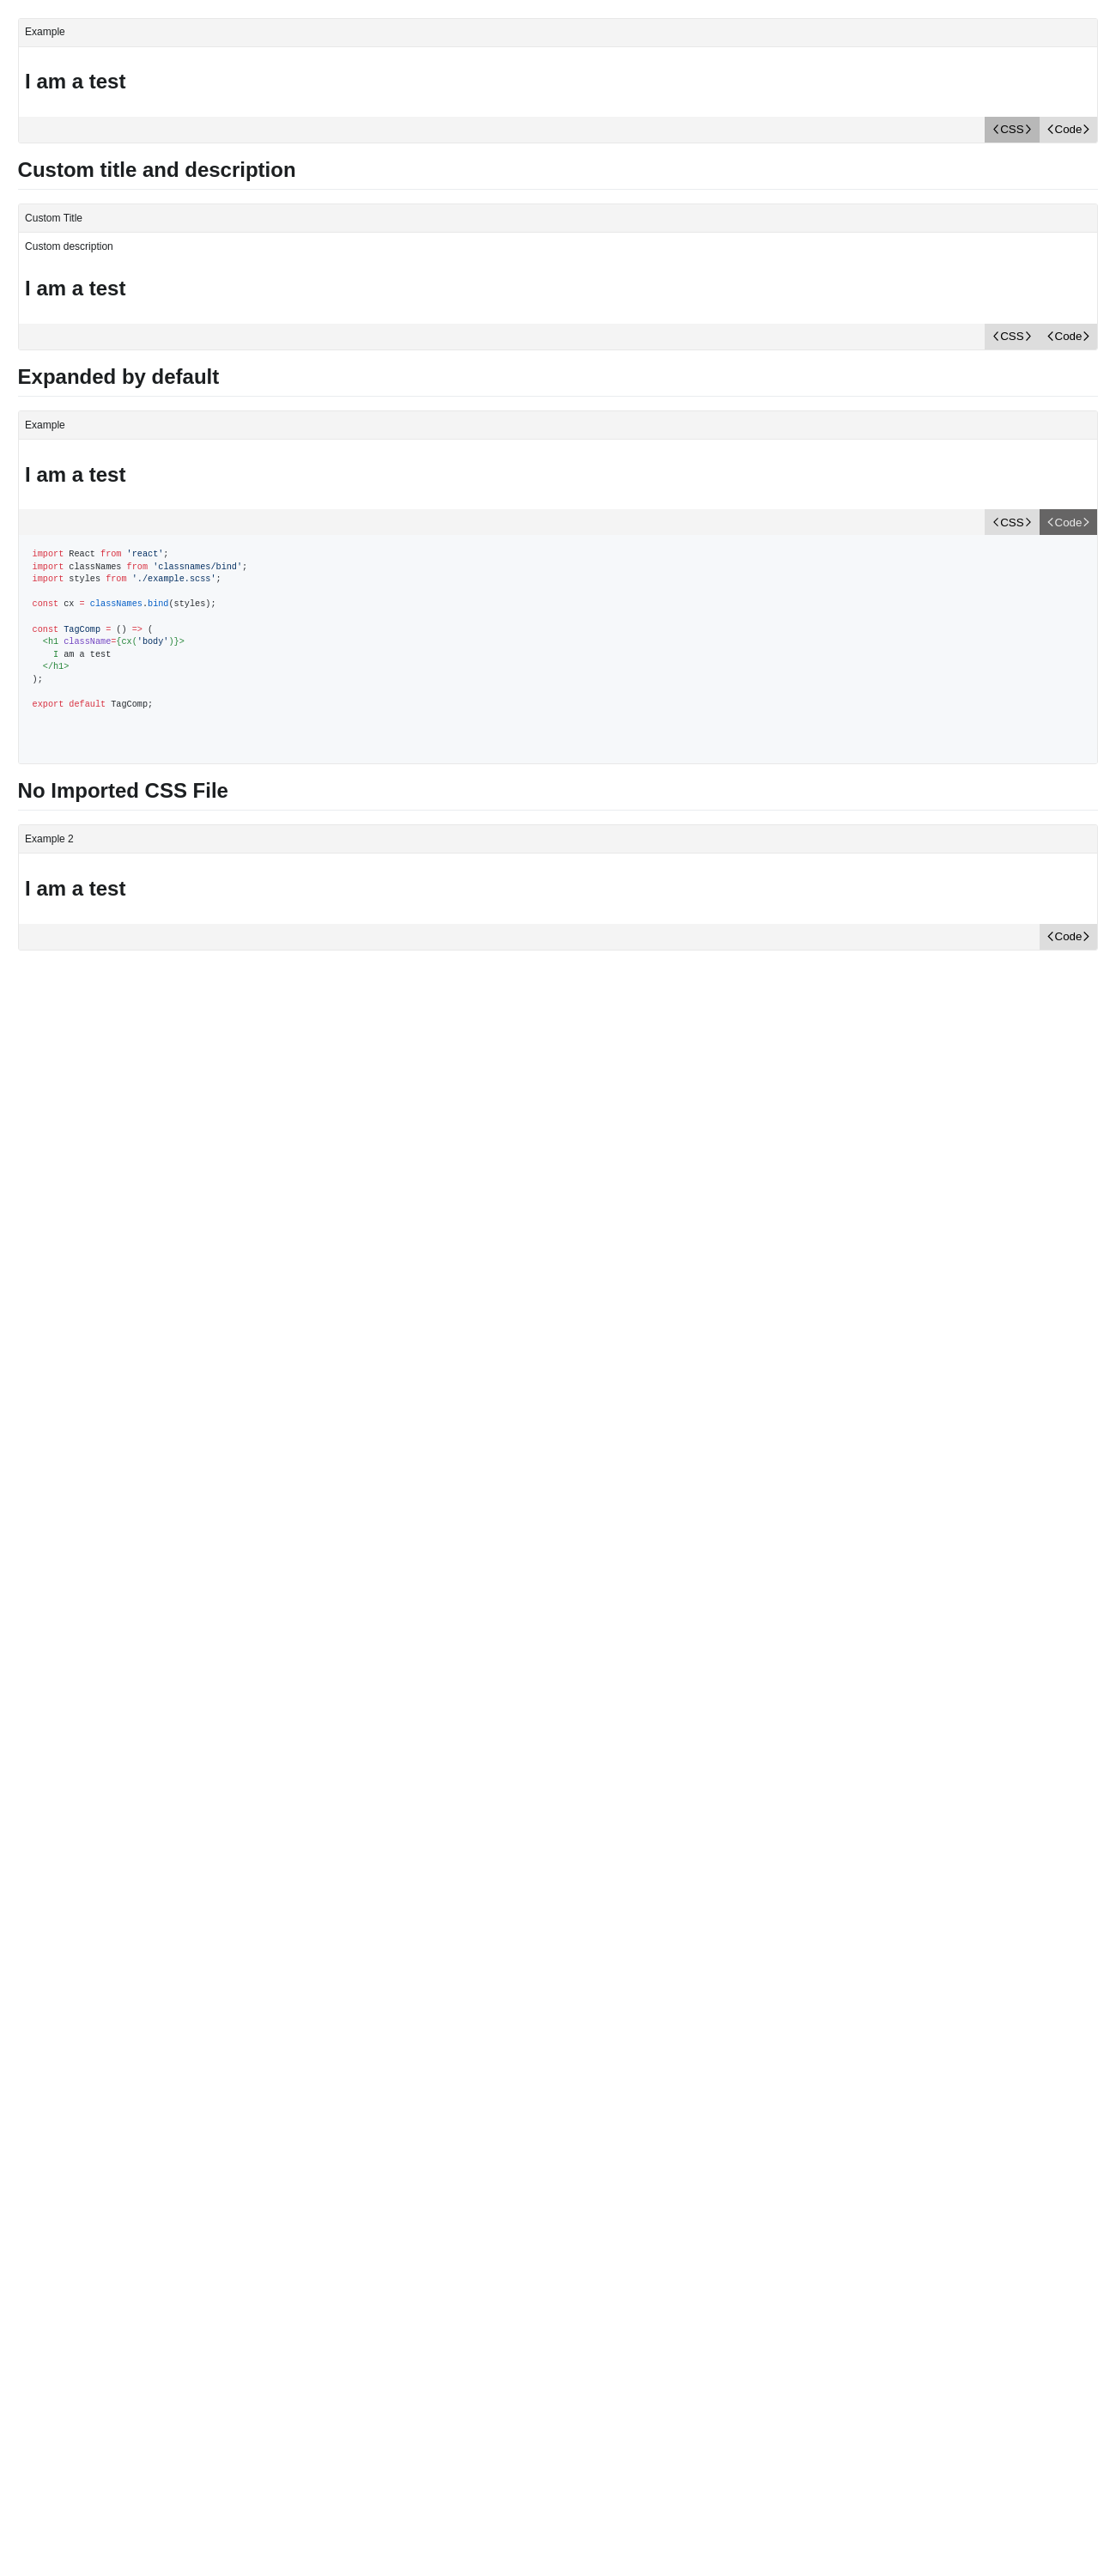 Example
I am a test
CSS Code
Custom title and description
Custom Title
Custom description
I am a test
CSS Code
Expanded by default
Example
I am a test
CSS Code
import React from 'react';
import classNames from 'classnames/bind';
import styles from './example.scss';
const cx = classNames.bind(styles);
const TagComp = () => (
  <h1 className={cx('body')}>
    I am a test
  </h1>
);
export default TagComp;
No Imported CSS File
Example 2
I am a test
Code